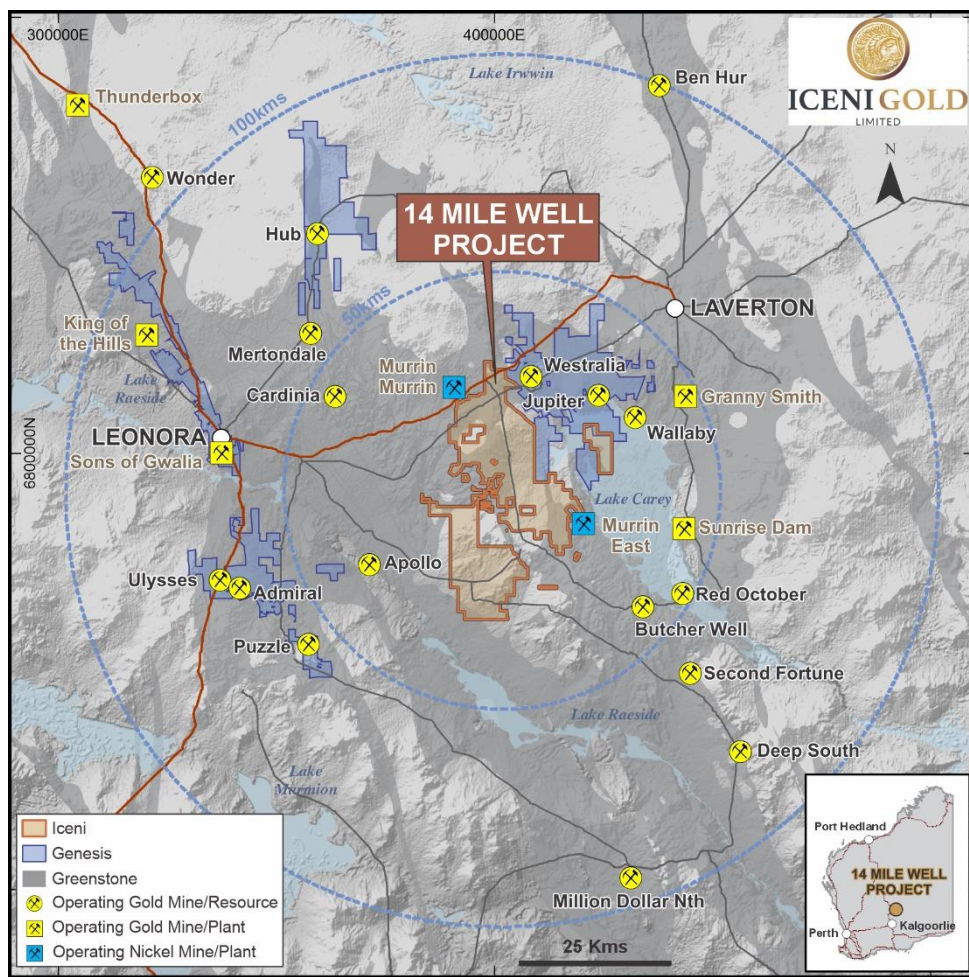 300000E
400000E
ICENI GOLD
LIMITED
N
Lake Irwwin
Ben Hur
Thunderbox
100kms
Wonder
14 MILE WELL
PROJECT
Hub
50kms
LAVERTON
King of
the Hills
Mertondale
Westralia
Murrin
Murrin
Lake
Raeside
Cardinia
Jupiter
Granny Smith
Wallaby
LEONORA
6800000N
Sons of Gwalia
Lake Carey
Murrin
East
Sunrise Dam
Apollo
Ulysses
Admiral
Red October
Butcher Well
Puzzle
Second Fortune
Lake Raeside
Deep South
Lake
Marmion
Iceni
Genesis
Greenstone
Operating Gold Mine/Resource
Operating Gold Mine/Plant
Operating Nickel Mine/Plant
Million Dollar Nth
25 Kms
Port Hedland
14 MILE WELL
PROJECT
Kalgoorlie
Perth